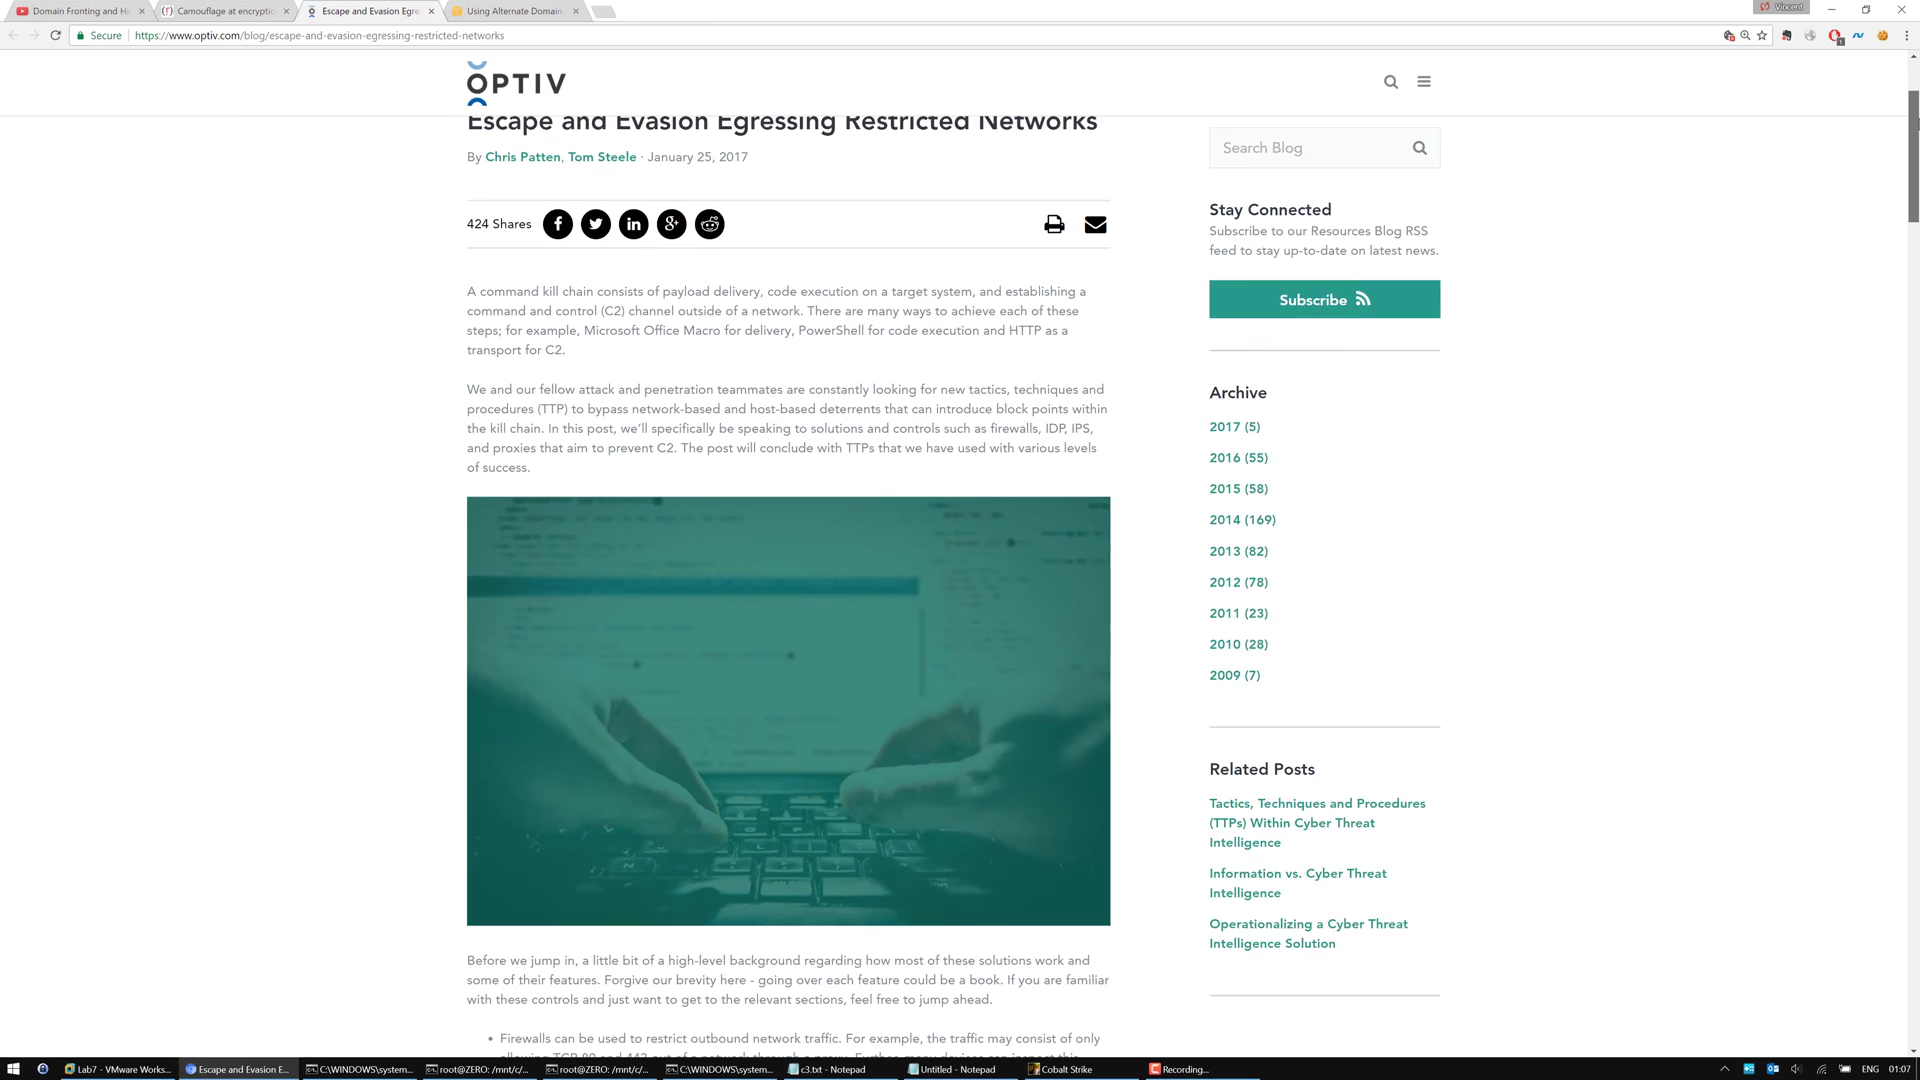 Domain Fronting and Hi
Camouflage at encryptio
Escape and Evasion Egre
Using Alternate Domain
Vincent
Secure
https://www.optiv.com/blog/escape-and-evasion-egressing-restricted-networks
OPTIV
Escape and Evasion Egressing Restricted Networks
By Chris Patten, Tom Steele · January 25, 2017
424 Shares
A command kill chain consists of payload delivery, code execution on a target system, and establishing a
command and control (C2) channel outside of a network. There are many ways to achieve each of these
steps; for example, Microsoft Office Macro for delivery, PowerShell for code execution and HTTP as a
transport for C2.
We and our fellow attack and penetration teammates are constantly looking for new tactics, techniques and
procedures (TTP) to bypass network-based and host-based deterrents that can introduce block points within
the kill chain. In this post, we'll specifically be speaking to solutions and controls such as firewalls, IDP, IPS,
and proxies that aim to prevent C2. The post will conclude with TTPs that we have used with various levels
of success.
Before we jump in, a little bit of a high-level background regarding how most of these solutions work and
some of their features. Forgive our brevity here - going over each feature could be a book. If you are familiar
with these controls and just want to get to the relevant sections, feel free to jump ahead.
• Firewalls can be used to restrict outbound network traffic. For example, the traffic may consist of only
Search Blog
Stay Connected
Subscribe to our Resources Blog RSS
feed to stay up-to-date on latest news.
Subscribe
Archive
2017 (5)
2016 (55)
2015 (58)
2014 (169)
2013 (82)
2012 (78)
2011 (23)
2010 (28)
2009 (7)
Related Posts
Tactics, Techniques and Procedures
(TTPs) Within Cyber Threat
Intelligence
Information vs. Cyber Threat
Intelligence
Operationalizing a Cyber Threat
Intelligence Solution
Lab7 - VMware Works...
Escape and Evasion E...
C:\WINDOWS\system...
root@ZERO: /mnt/c/...
root@ZERO: /mnt/c/...
C:\WINDOWS\system...
c3.txt - Notepad
Untitled - Notepad
Cobalt Strike
Recording...
ENG
01:07